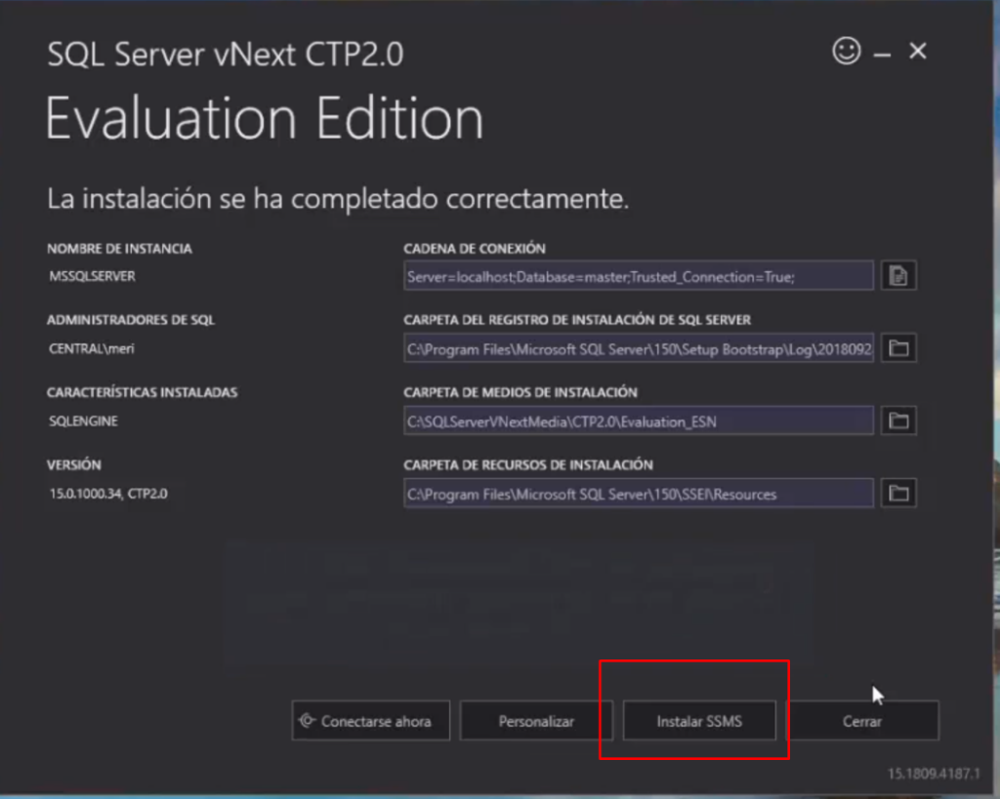 SQL Server vNext CTP2.0
Evaluation Edition
La instalación se ha completado correctamente.
NOMBRE DE INSTANCIA
MSSQLSERVER
CADENA DE CONEXIÓN
Server=localhost;Database=master;Trusted_Connection=True;
ADMINISTRADORES DE SQL
CENTRAL\meri
CARPETA DEL REGISTRO DE INSTALACIÓN DE SQL SERVER
C:\Program Files\Microsoft SQL Server\150\Setup Bootstrap\Log\2018092
CARACTERÍSTICAS INSTALADAS
SQLENGINE
CARPETA DE MEDIOS DE INSTALACIÓN
C:\SQLServerVNextMedia\CTP2.0\Evaluation_ESN
VERSIÓN
15.0.1000.34, CTP2.0
CARPETA DE RECURSOS DE INSTALACIÓN
C:\Program Files\Microsoft SQL Server\150\SSEI\Resources
Conectarse ahora
Personalizar
Instalar SSMS
Cerrar
15.1809.4187.1